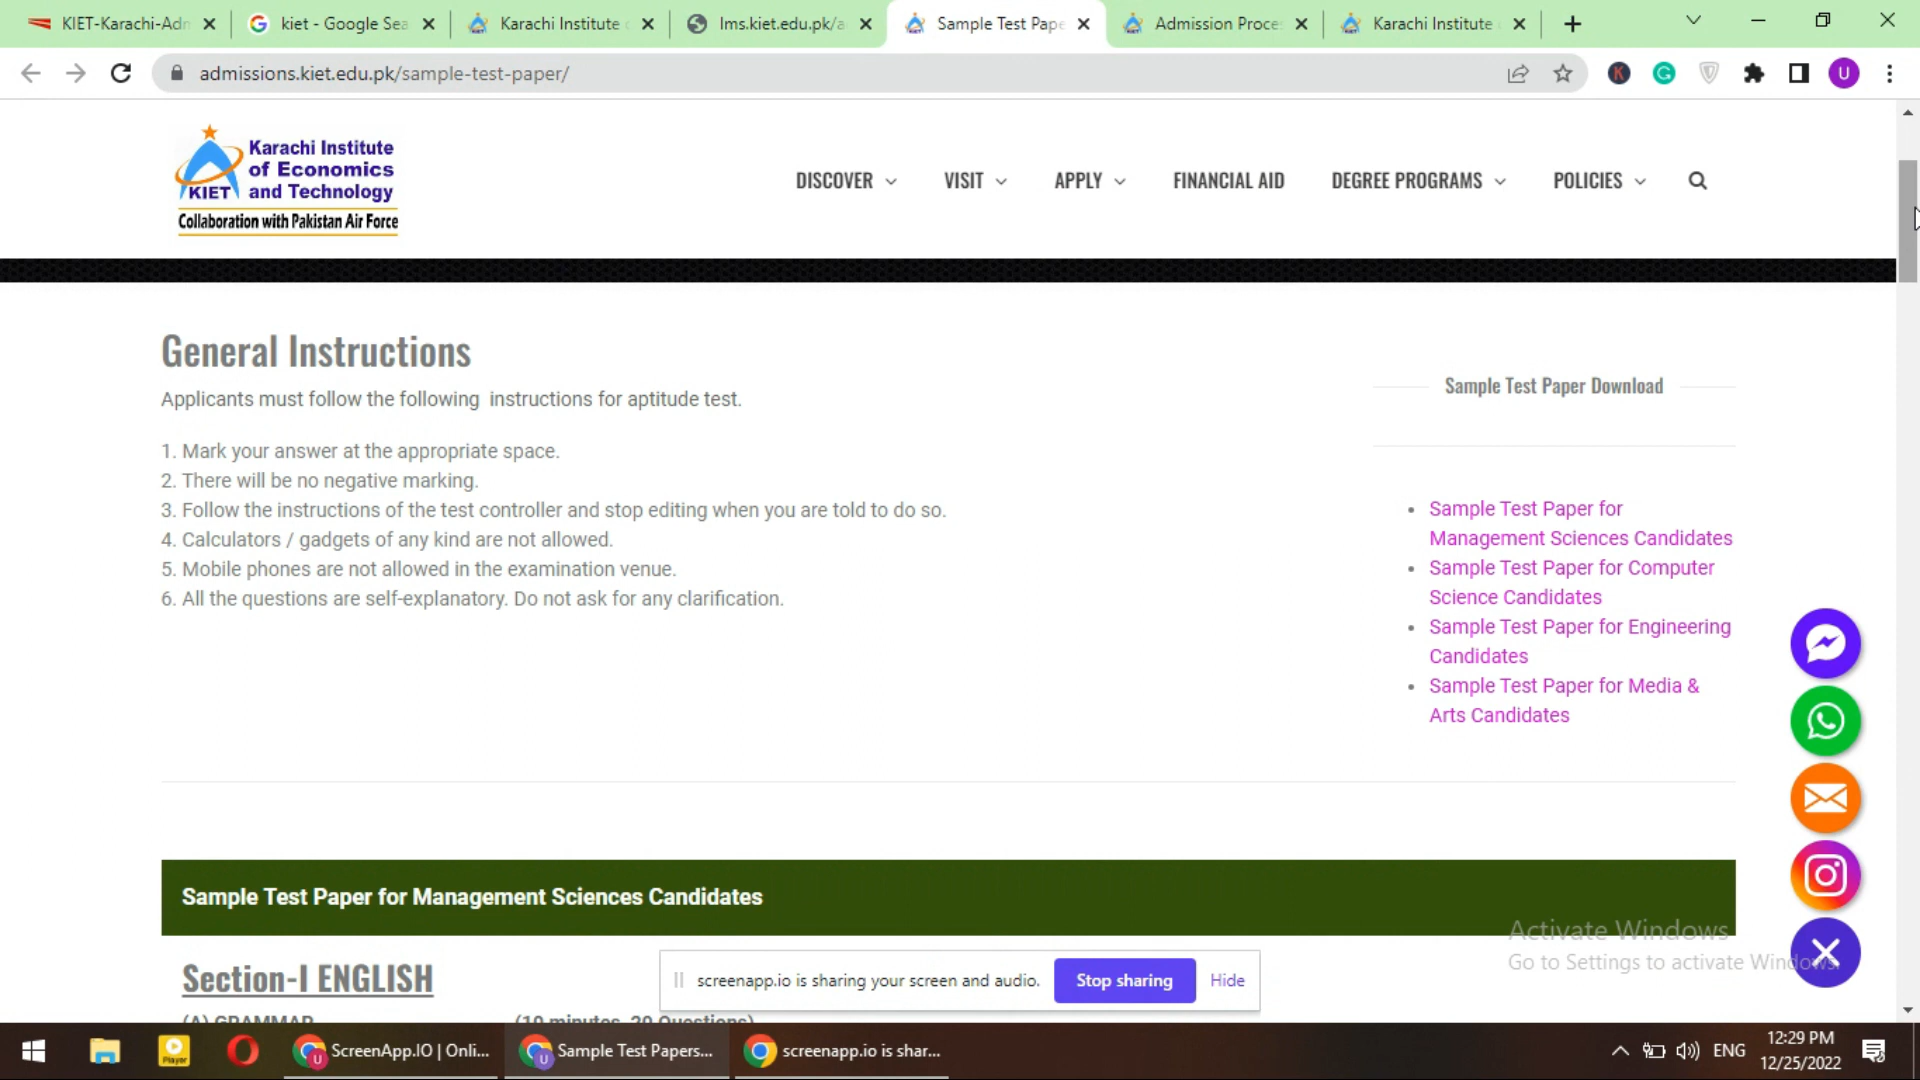 KIET-Karachi-Adm
kiet - Google Sea
Karachi Institute
lms.kiet.edu.pk/a
Sample Test Pape
Admission Proce
Karachi Institute
admissions.kiet.edu.pk/sample-test-paper/
U
Karachi Institute
of Economics
and Technology
KIET
Collaboration with Pakistan Air Force
DISCOVER
VISIT
APPLY
FINANCIAL AID
DEGREE PROGRAMS
POLICIES
General Instructions
Applicants must follow the following instructions for aptitude test.
1. Mark your answer at the appropriate space.
2. There will be no negative marking.
3. Follow the instructions of the test controller and stop editing when you are told to do so.
4. Calculators / gadgets of any kind are not allowed.
5. Mobile phones are not allowed in the examination venue.
6. All the questions are self-explanatory. Do not ask for any clarification.
Sample Test Paper Download
Sample Test Paper for
Management Sciences Candidates
Sample Test Paper for Computer
Science Candidates
Sample Test Paper for Engineering
Candidates
Sample Test Paper for Media &
Arts Candidates
Sample Test Paper for Management Sciences Candidates
Section-I ENGLISH
(A) GRAMMAR (10 minutes, 20 Questions)
Activate Windows
Go to Settings to activate Windows.
screenapp.io is sharing your screen and audio.
Stop sharing
Hide
ScreenApp.IO | Onli...
Sample Test Papers...
screenapp.io is shar...
ENG
12:29 PM
12/25/2022